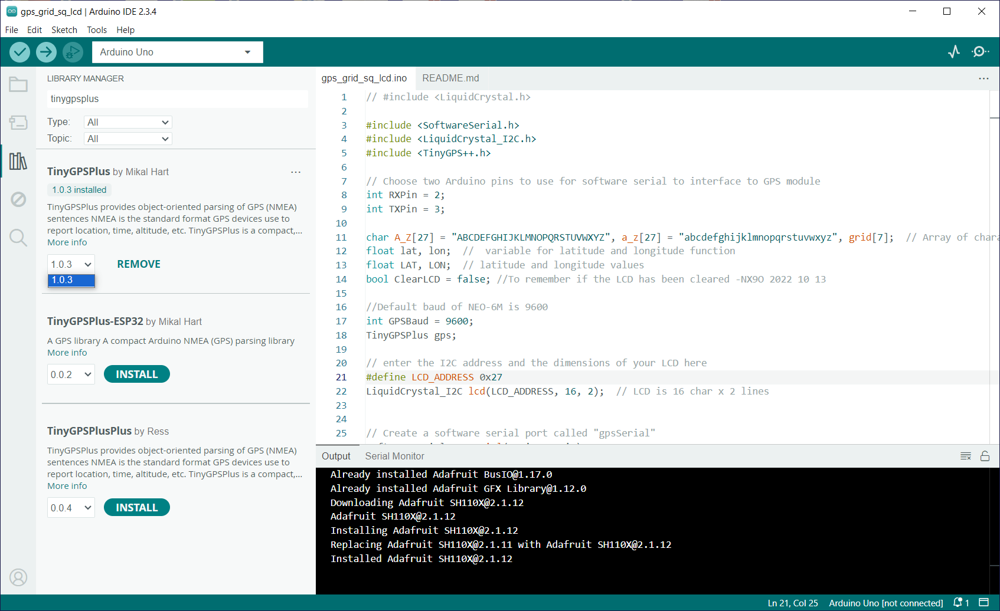 gps_grid_sq_lcd | Arduino IDE 2.3.4
File Edit Sketch Tools Help
Arduino Uno
LIBRARY MANAGER
tinygpsplus
Type: All
Topic: All
TinyGPSPlus by Mikal Hart
1.0.3 installed
TinyGPSPlus provides object-oriented parsing of GPS (NMEA)
sentences NMEA is the standard format GPS devices use to
report location, time, altitude, etc. TinyGPSPlus is a compact,...
More info
1.0.3 REMOVE
1.0.3
TinyGPSPlus-ESP32 by Mikal Hart
A GPS library A compact Arduino NMEA (GPS) parsing library
More info
0.0.2 INSTALL
TinyGPSPlusPlus by Ress
TinyGPSPlus provides object-oriented parsing of GPS (NMEA)
sentences NMEA is the standard format GPS devices use to
report location, time, altitude, etc. TinyGPSPlus is a compact,...
More info
0.0.4 INSTALL
gps_grid_sq_lcd.ino README.md
1 // #include <LiquidCrystal.h>
2
3 #include <SoftwareSerial.h>
4 #include <LiquidCrystal_I2C.h>
5 #include <TinyGPS++.h>
6
7 // Choose two Arduino pins to use for software serial to interface to GPS module
8 int RXPin = 2;
9 int TXPin = 3;
10
11 char A_Z[27] = "ABCDEFGHIJKLMNOPQRSTUVWXYZ", a_z[27] = "abcdefghijklmnopqrstuvwxyz", grid[7]; // Array of chara
12 float lat, lon; // variable for latitude and longitude function
13 float LAT, LON; // latitude and longitude values
14 bool ClearLCD = false; //To remember if the LCD has been cleared -NX9O 2022 10 13
15
16 //Default baud of NEO-6M is 9600
17 int GPSBaud = 9600;
18 TinyGPSPlus gps;
19
20 // enter the I2C address and the dimensions of your LCD here
21 #define LCD_ADDRESS 0x27
22 LiquidCrystal_I2C lcd(LCD_ADDRESS, 16, 2); // LCD is 16 char x 2 lines
23
24
25 // Create a software serial port called "gpsSerial"
Output Serial Monitor
Already installed Adafruit BusIO@1.17.0
Already installed Adafruit GFX Library@1.12.0
Downloading Adafruit SH110X@2.1.12
Adafruit SH110X@2.1.12
Installing Adafruit SH110X@2.1.12
Replacing Adafruit SH110X@2.1.11 with Adafruit SH110X@2.1.12
Installed Adafruit SH110X@2.1.12
Ln 21, Col 25 Arduino Uno [not connected] 1